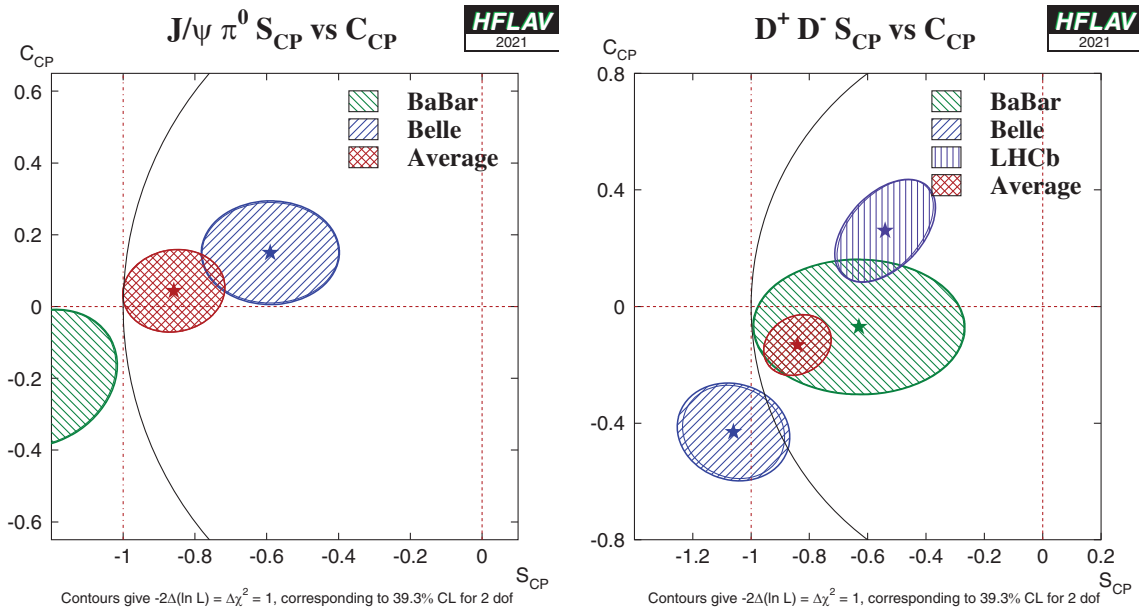 J/ψ π⁰ S_CP vs C_CP
HFLAV
2021
C_CP
BaBar
Belle
Average
0.6
0.4
0.2
0
-0.2
-0.4
-0.6
-1
-0.8
-0.6
-0.4
-0.2
0
S_CP
Contours give -2Δ(ln L) = Δχ² = 1, corresponding to 39.3% CL for 2 dof
D⁺ D⁻ S_CP vs C_CP
HFLAV
2021
C_CP
BaBar
Belle
LHCb
Average
0.8
0.4
0
-0.4
-0.8
-1.2
-1
-0.8
-0.6
-0.4
-0.2
0
0.2
S_CP
Contours give -2Δ(ln L) = Δχ² = 1, corresponding to 39.3% CL for 2 dof